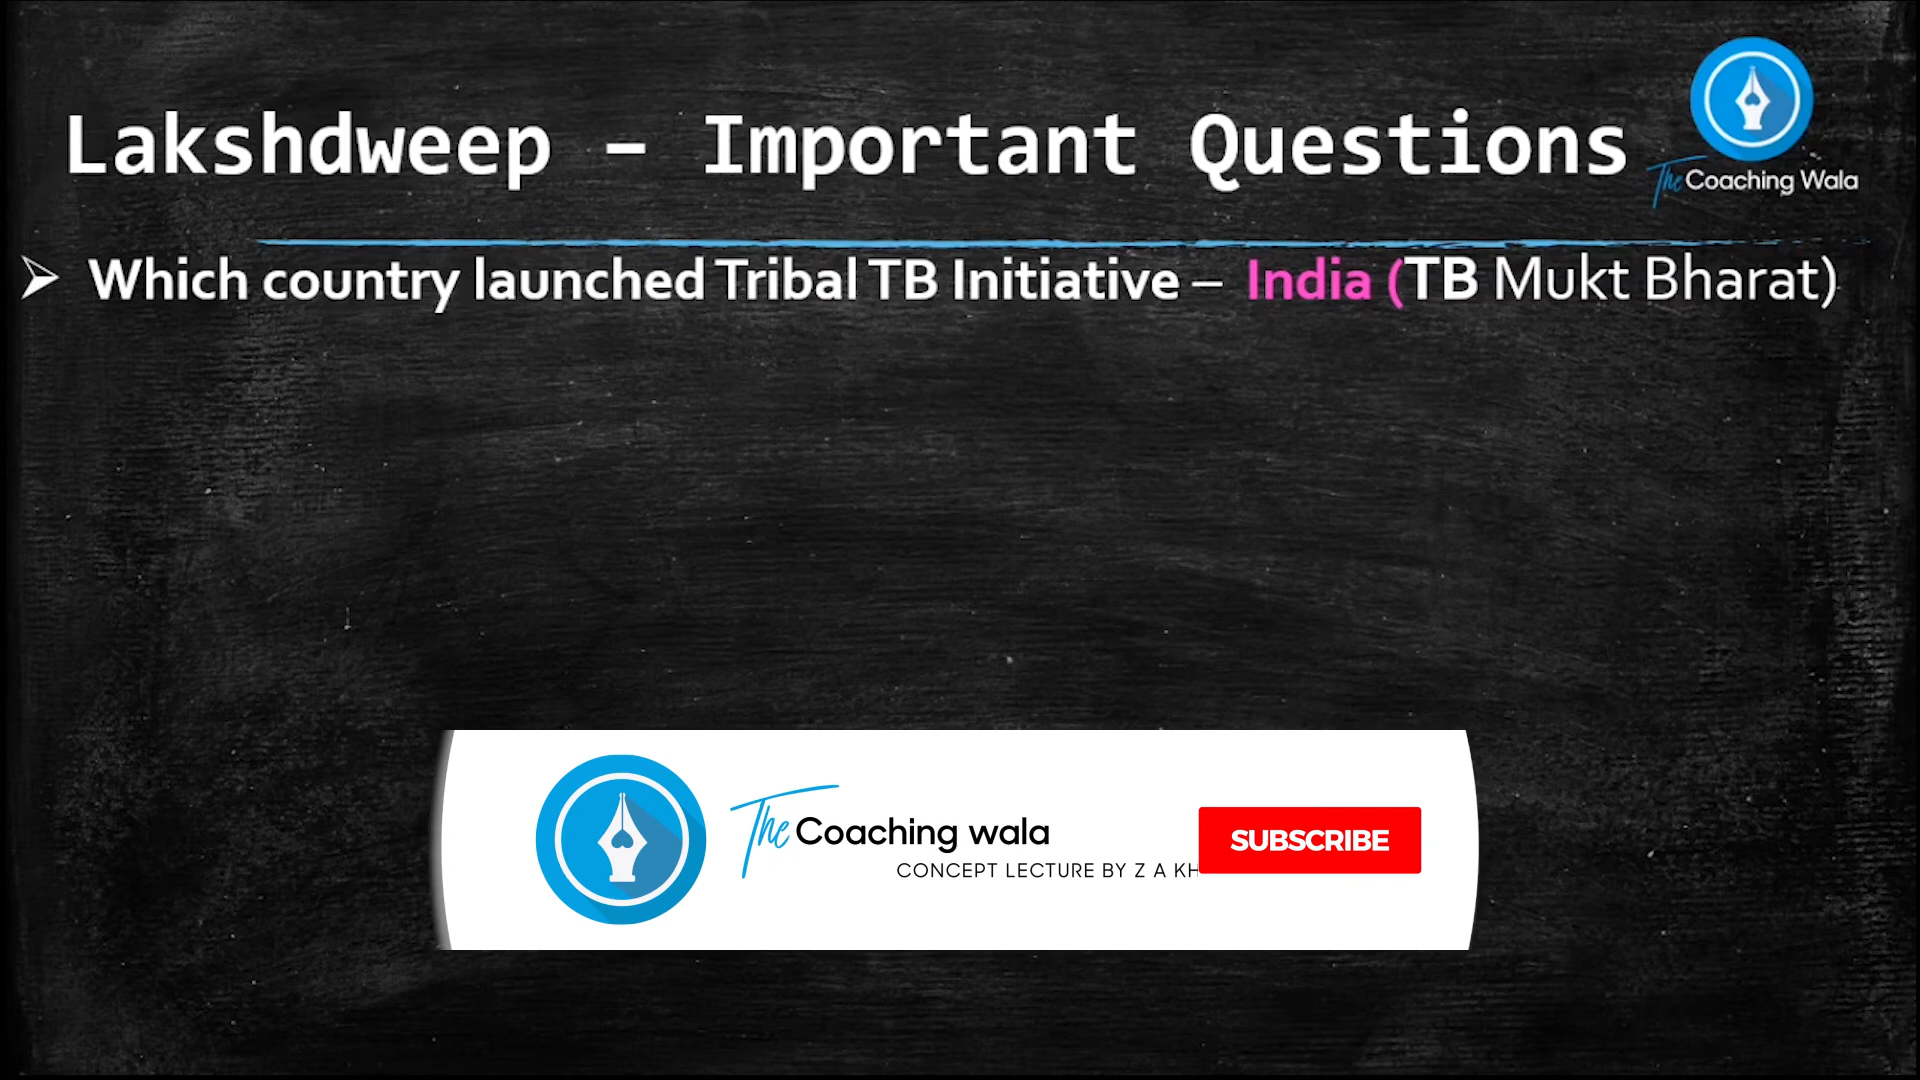 Lakshdweep – Important Questions
The Coaching Wala
➢ Which country launched Tribal TB Initiative – India (TB Mukt Bharat)
The Coaching wala
CONCEPT LECTURE BY Z A KH
SUBSCRIBE